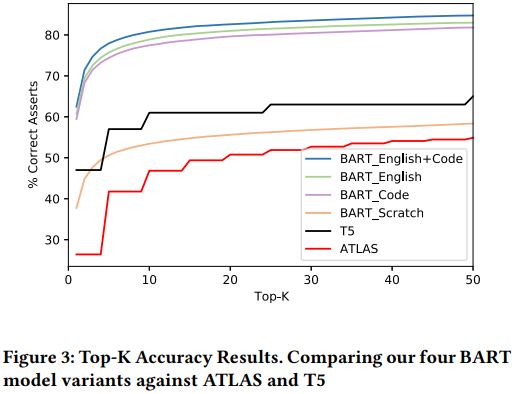 80
70
60
50
40
30
% Correct Asserts
BART_English+Code
BART_English
BART_Code
BART_Scratch
T5
ATLAS
0 10 20 30 40 50
Top-K
Figure 3: Top-K Accuracy Results. Comparing our four BART
model variants against ATLAS and T5